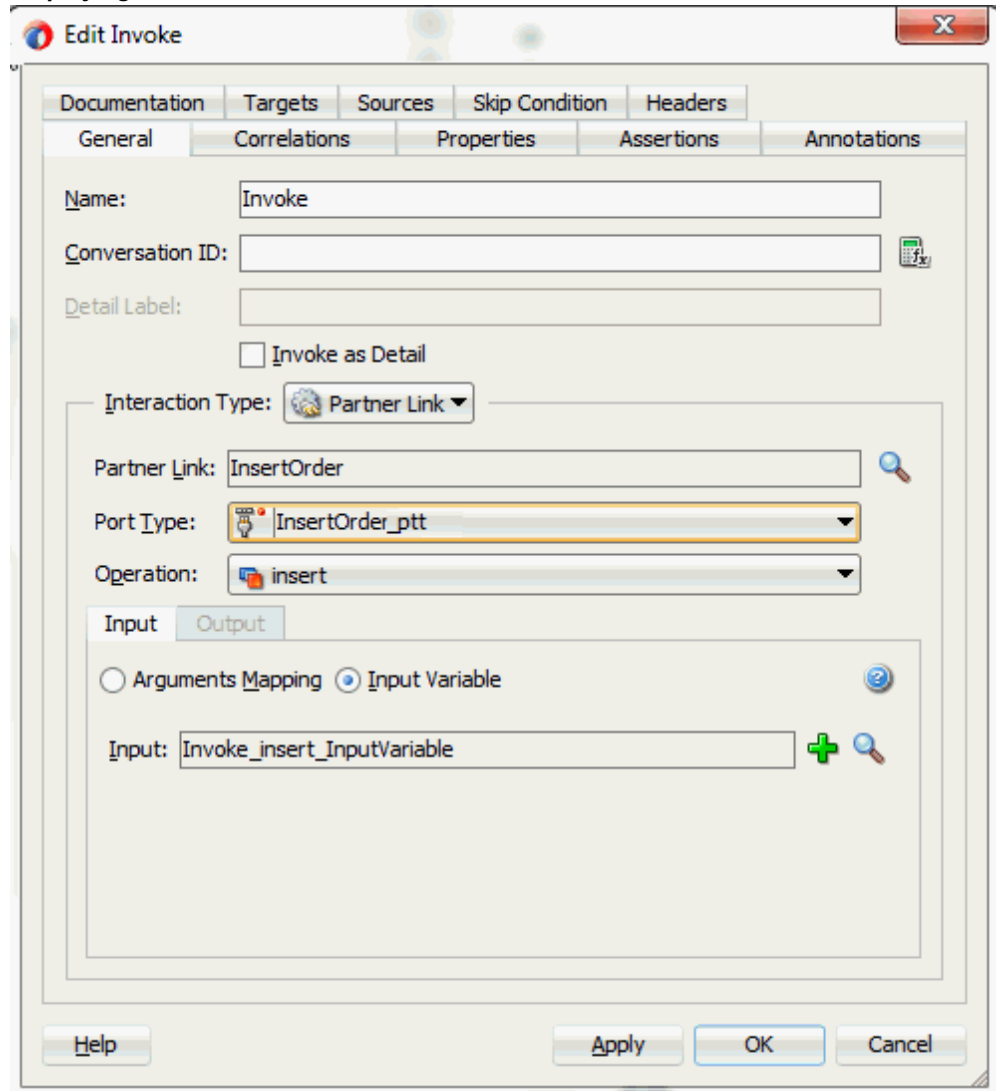 Edit Invoke
Documentation Targets Sources Skip Condition Headers
General Correlations Properties Assertions Annotations
Name: Invoke
Conversation ID:
Detail Label:
Invoke as Detail
Interaction Type: Partner Link
Partner Link: InsertOrder
Port Type: InsertOrder_ptt
Operation: insert
Input Output
Arguments Mapping Input Variable
Input: Invoke_insert_InputVariable
Help Apply OK Cancel